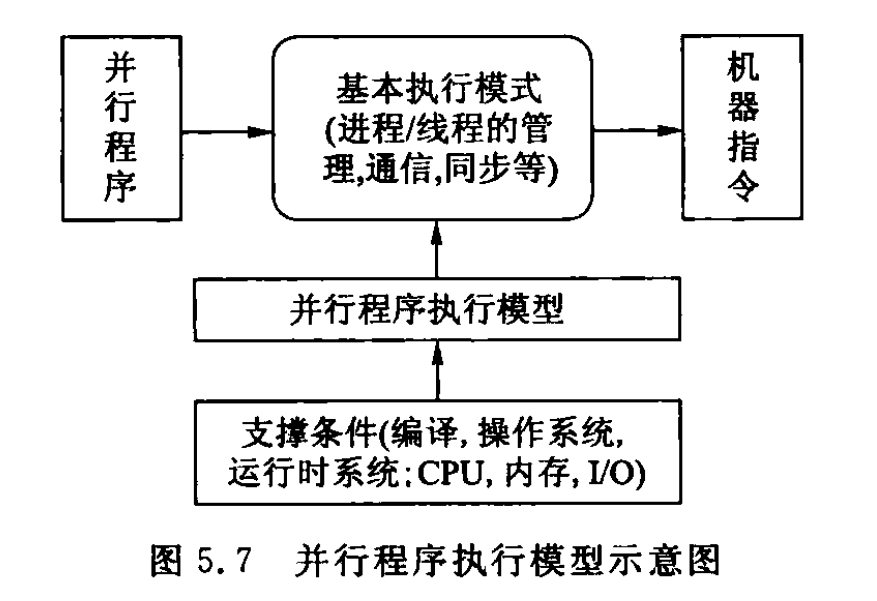 并行程序
基本执行模式
(进程/线程的管
理,通信,同步等)
机器指令
并行程序执行模型
支撑条件(编译,操作系统,
运行时系统:CPU,内存,I/O)
图 5.7 并行程序执行模型示意图